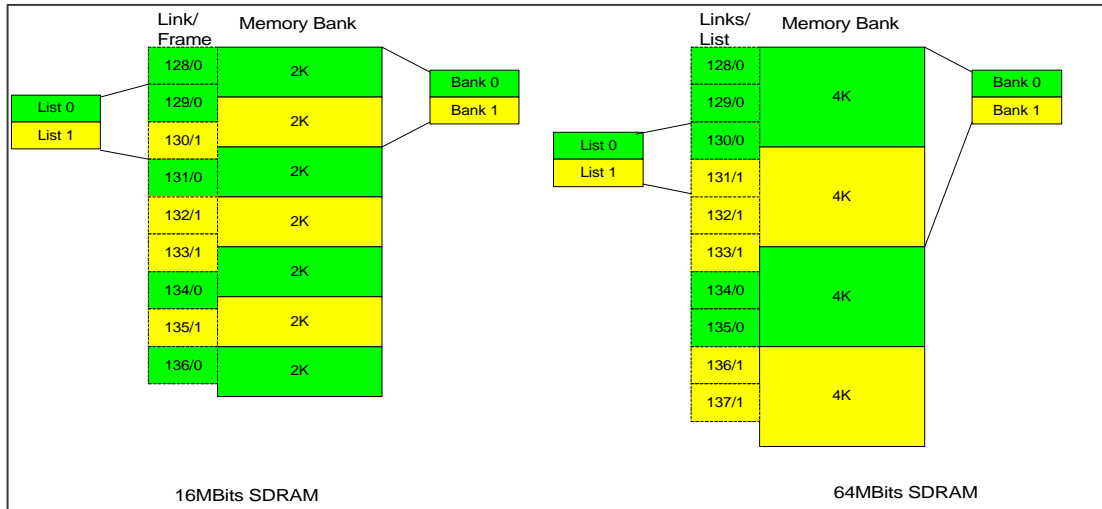 Link/
Frame
Memory Bank
128/0
129/0
130/1
131/0
132/1
133/1
134/0
135/1
136/0
2K
2K
2K
2K
2K
2K
2K
List 0
List 1
Bank 0
Bank 1
16MBits SDRAM
Links/
List
Memory Bank
128/0
129/0
130/0
131/1
132/1
133/1
134/0
135/0
136/1
137/1
4K
4K
4K
4K
List 0
List 1
Bank 0
Bank 1
64MBits SDRAM